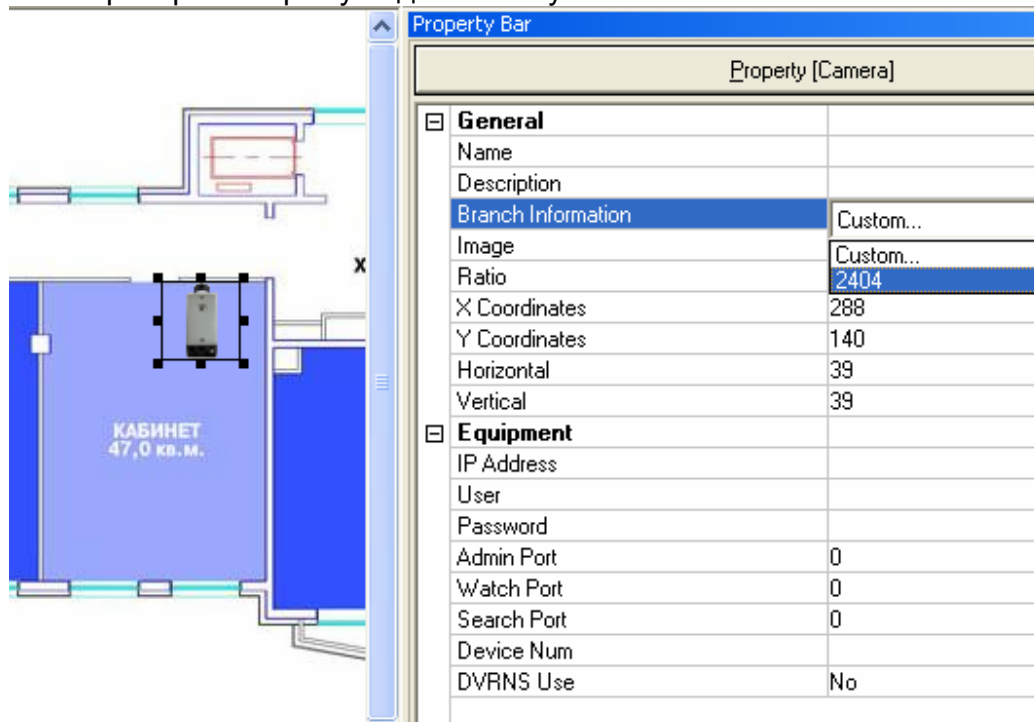 Property Bar
Property [Camera]
General
Name
Description
Branch Information Custom...
Image Custom...
Ratio 2404
X Coordinates 288
Y Coordinates 140
Horizontal 39
Vertical 39
Equipment
IP Address
User
Password
Admin Port 0
Watch Port 0
Search Port 0
Device Num
DVRNS Use No
х
КАБИНЕТ
47,0 кв.м.